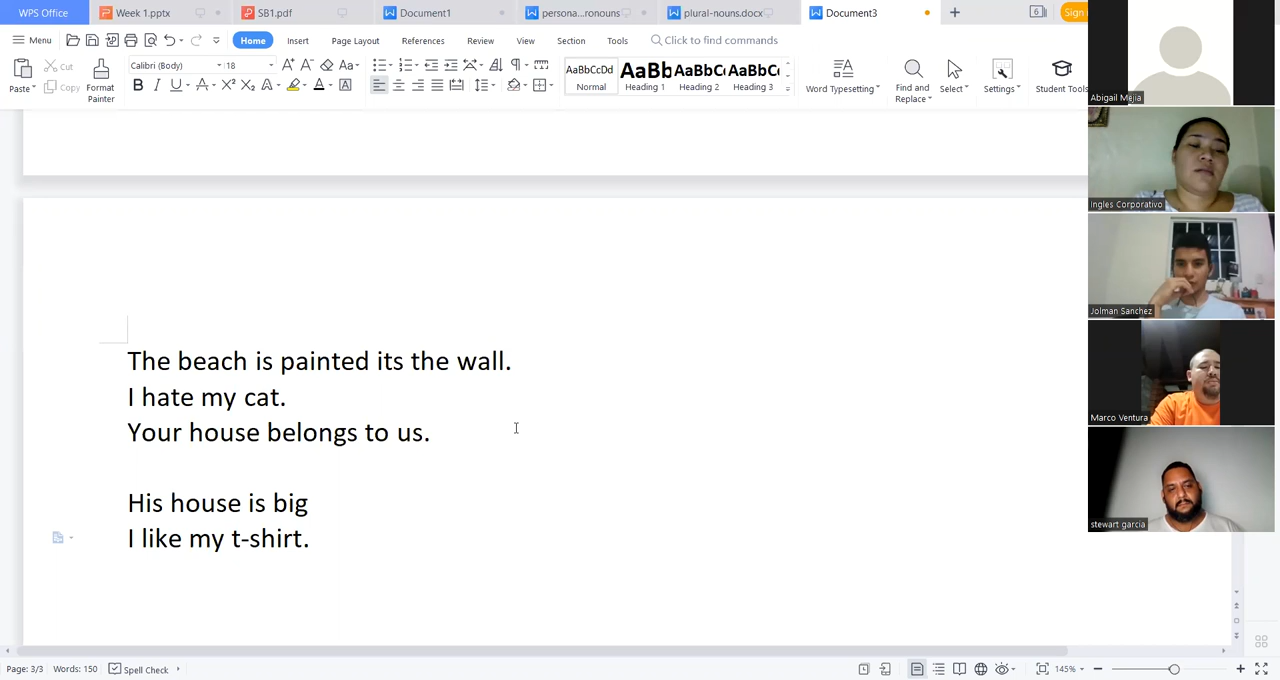 WPS Office
Week 1.pptx
SB1.pdf
Document1
persona...ronouns
plural-nouns.docx
Document3
6
Sign
Menu
Home
Insert
Page Layout
References
Review
View
Section
Tools
Click to find commands
Paste
Cut
Copy
Format Painter
Calibri (Body)
18
AaBbCcDd
Normal
AaBb
Heading 1
AaBbC
Heading 2
AaBbC
Heading 3
Word Typesetting
Find and Replace
Select
Settings
Student Tools
Abigail Mejia
Ingles Corporativo
Jolman Sanchez
Marco Ventura
stewart garcia
The beach is painted its the wall.
I hate my cat.
Your house belongs to us.
His house is big
I like my t-shirt.
Page: 3/3
Words: 150
Spell Check
145%